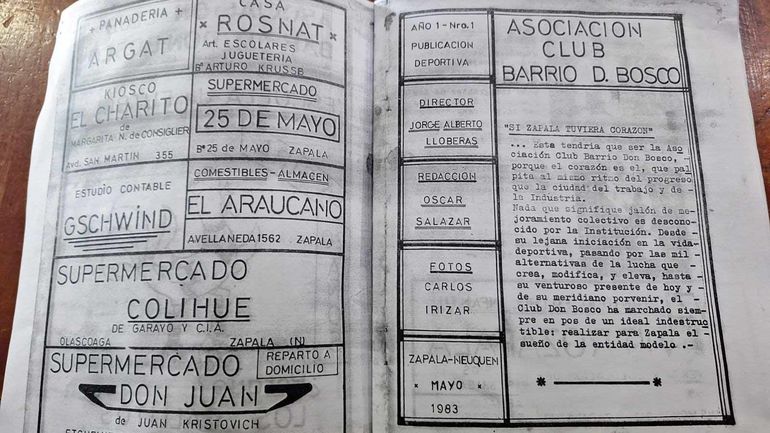 PANADERIA
ARGAT
CASA
ROSNAT
Art. ESCOLARES
JUGUETERIA
Bº ARTURO KRUSSE
KIOSCO
EL CHARITO
de
MARGARITA N. de CONSIGLIER
Avd. SAN MARTIN 355
SUPERMERCADO
25 DE MAYO
Bº 25 de MAYO ZAPALA
ESTUDIO CONTABLE
GSCHWIND
COMESTIBLES - ALMACEN
EL ARAUCANO
AVELLANEDA 1562 ZAPALA
SUPERMERCADO
COLIHUE
DE GARAYO Y C.I.A.
OLASCOAGA ZAPALA (N)
SUPERMERCADO
REPARTO A
DOMICILIO
DON JUAN
de JUAN KRISTOVICH
AÑO 1 - Nro. 1
PUBLICACION
DEPORTIVA
DIRECTOR
JORGE ALBERTO
LLOBERAS
REDACCION
OSCAR
SALAZAR
FOTOS
CARLOS
IRIZAR
ZAPALA-NEUQUEN
MAYO
1983
ASOCIACION
CLUB
BARRIO D. BOSCO
"SI ZAPALA TUVIERA CORAZON"
... Esta tendría que ser la Aso
ciación Club Barrio Don Bosco,
porque el corazón es el, que pal
pita al mismo ritmo del progreso
que la ciudad del trabajo y de-
la Industria.
Nada que signifique jalón de me-
joramiento colectivo es descono-
cido por la Institución. Desde-
su lejana iniciación en la vida-
deportiva, pasando por las mil-
alternativas de la lucha que -
crea, modifica, y eleva, hasta -
su venturoso presente de hoy y -
de su meridiano porvenir, el -
Club Don Bosco ha marchado siem-
pre en pos de un ideal indestruc
tible: realizar para Zapala el -
sueño de la entidad modelo .-